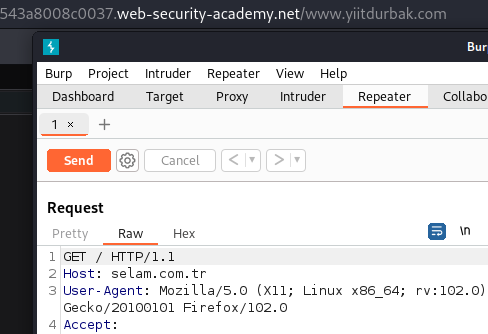 543a8008c0037.web-security-academy.net/www.yiitdurbak.com
Burp
Burp Project Intruder Repeater View Help
Dashboard Target Proxy Intruder Repeater Collabo
1 × +
Send Cancel < >
Request
Pretty Raw Hex \n
1 GET / HTTP/1.1
2 Host: selam.com.tr
3 User-Agent: Mozilla/5.0 (X11; Linux x86_64; rv:102.0)
Gecko/20100101 Firefox/102.0
4 Accept: